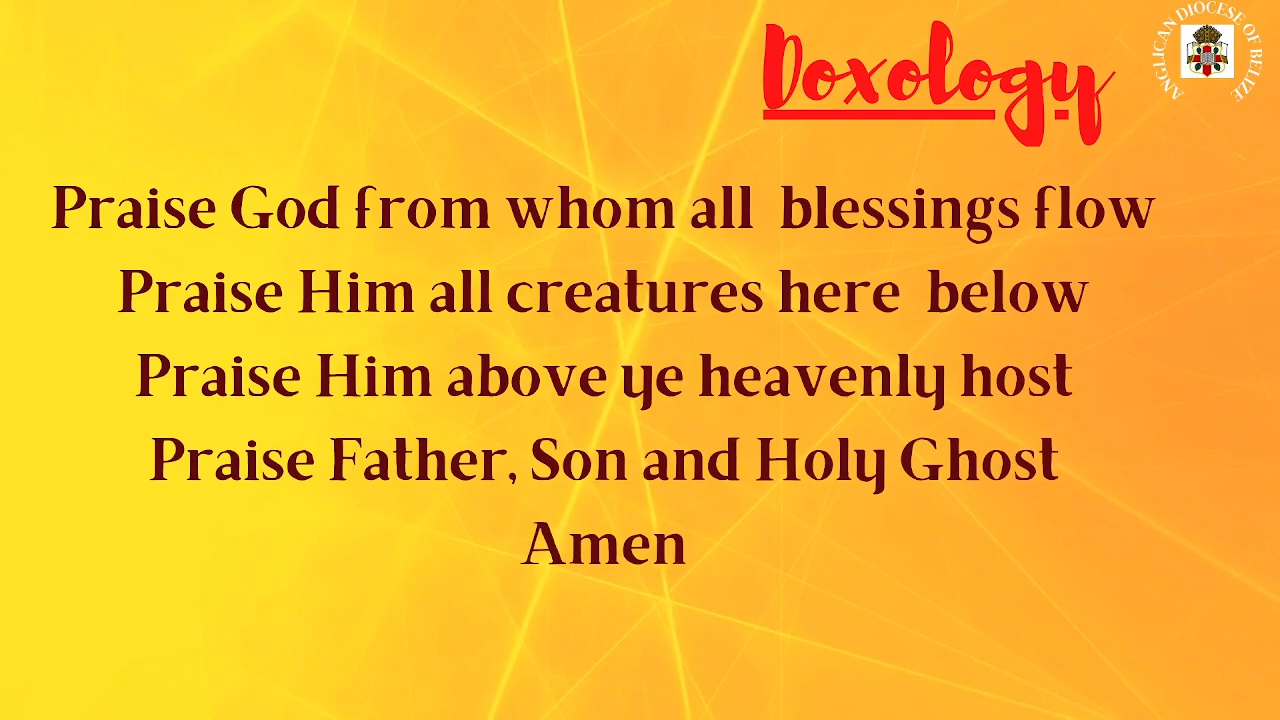 Doxology
ANGLICAN DIOCESE OF BELIZE
Praise God from whom all blessings flow
Praise Him all creatures here below
Praise Him above ye heavenly host
Praise Father, Son and Holy Ghost
Amen